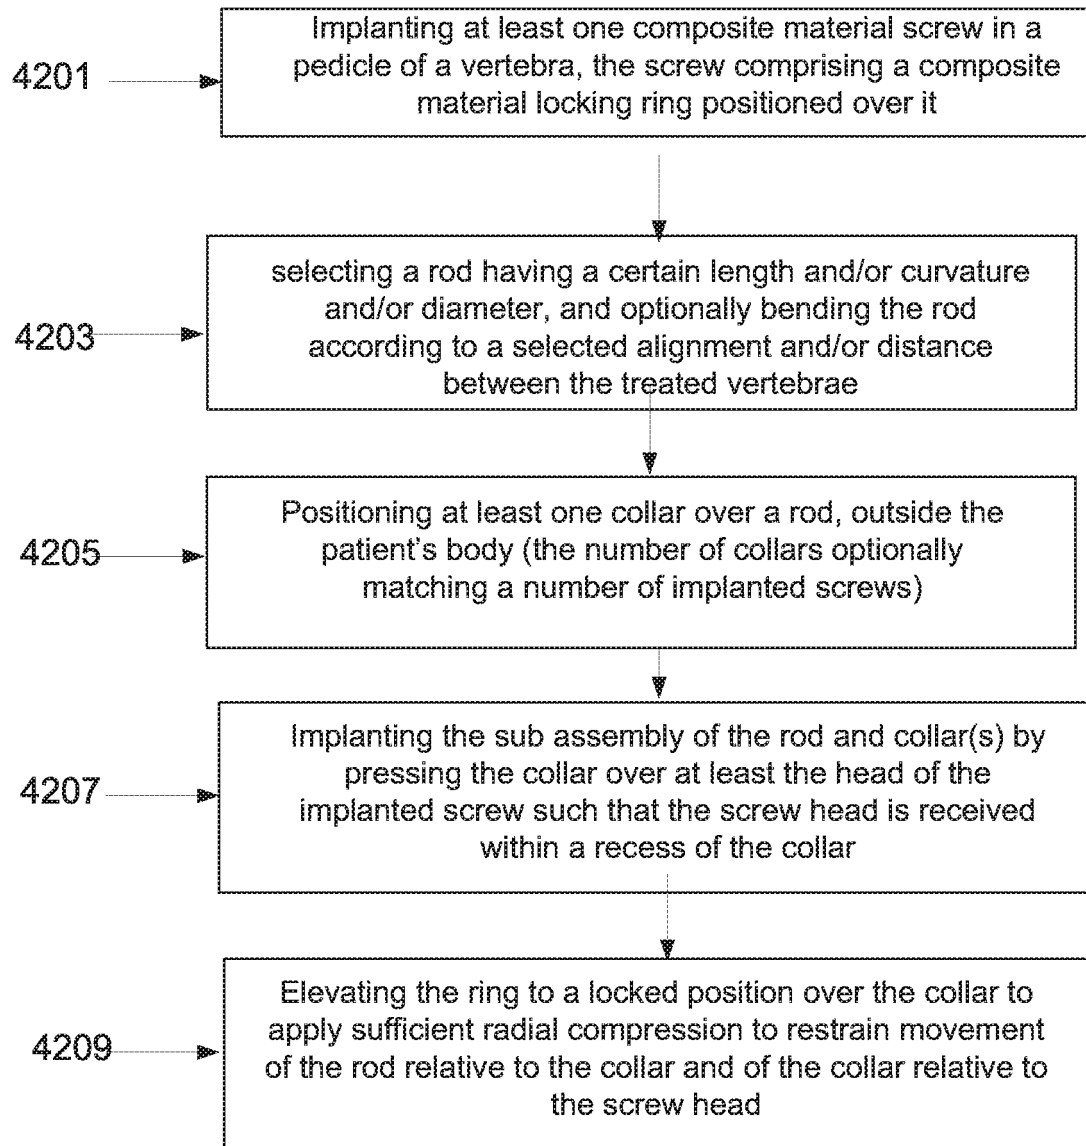 4201
Implanting at least one composite material screw in a
pedicle of a vertebra, the screw comprising a composite
material locking ring positioned over it
4203
selecting a rod having a certain length and/or curvature
and/or diameter, and optionally bending the rod
according to a selected alignment and/or distance
between the treated vertebrae
4205
Positioning at least one collar over a rod, outside the
patient's body (the number of collars optionally
matching a number of implanted screws)
4207
Implanting the sub assembly of the rod and collar(s) by
pressing the collar over at least the head of the
implanted screw such that the screw head is received
within a recess of the collar
4209
Elevating the ring to a locked position over the collar to
apply sufficient radial compression to restrain movement
of the rod relative to the collar and of the collar relative to
the screw head